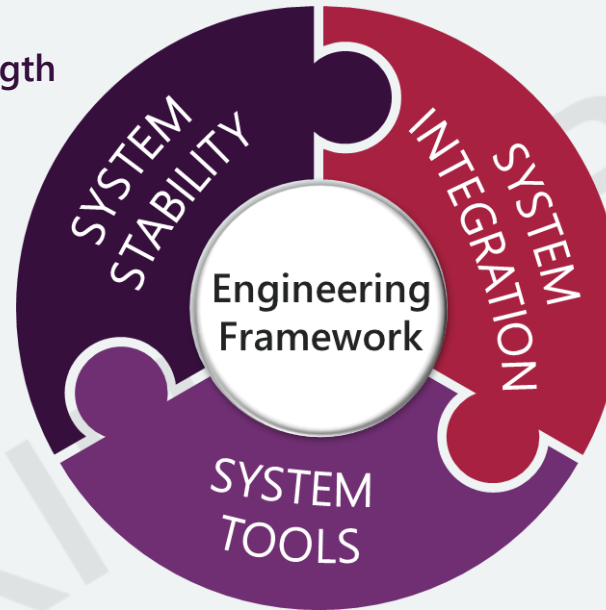 gth
SYSTEM
STABILITY
SYSTEM
INTEGRATION
Engineering
Framework
SYSTEM
TOOLS